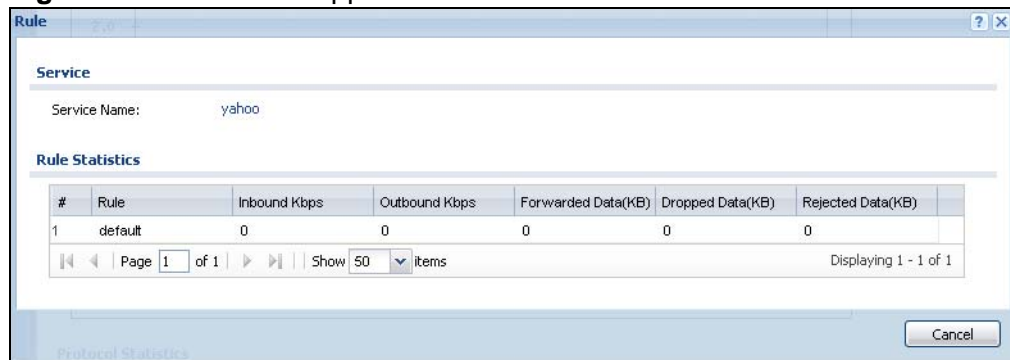 Rule
? X
Service
Service Name: yahoo
Rule Statistics
# Rule Inbound Kbps Outbound Kbps Forwarded Data(KB) Dropped Data(KB) Rejected Data(KB)
1 default 0 0 0 0 0
Page 1 of 1 Show 50 items Displaying 1 - 1 of 1
Cancel
Protocol Statistics